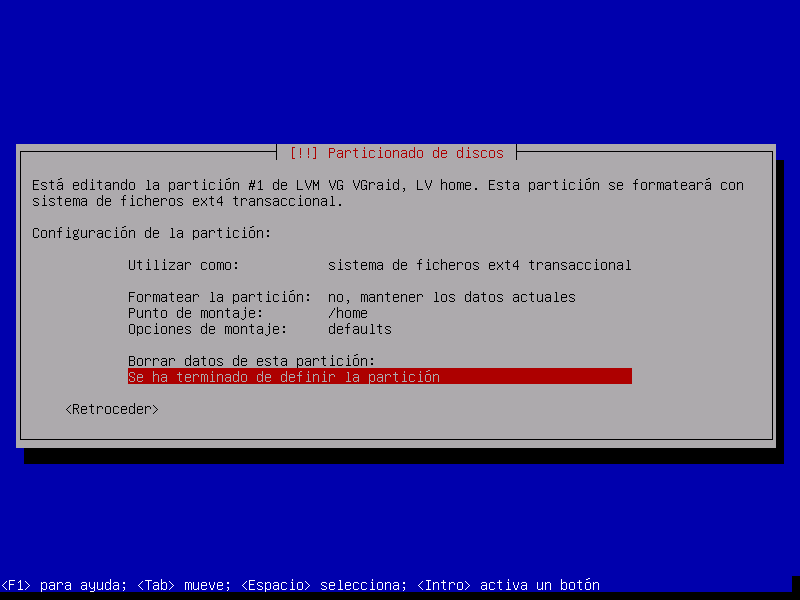 [!!] Particionado de discos
Está editando la partición #1 de LVM VG VGraid, LV home. Esta partición se formateará con
sistema de ficheros ext4 transaccional.
Configuración de la partición:
Utilizar como: sistema de ficheros ext4 transaccional
Formatear la partición: no, mantener los datos actuales
Punto de montaje: /home
Opciones de montaje: defaults
Borrar datos de esta partición:
Se ha terminado de definir la partición
<Retroceder>
<F1> para ayuda; <Tab> mueve; <Espacio> selecciona; <Intro> activa un botón